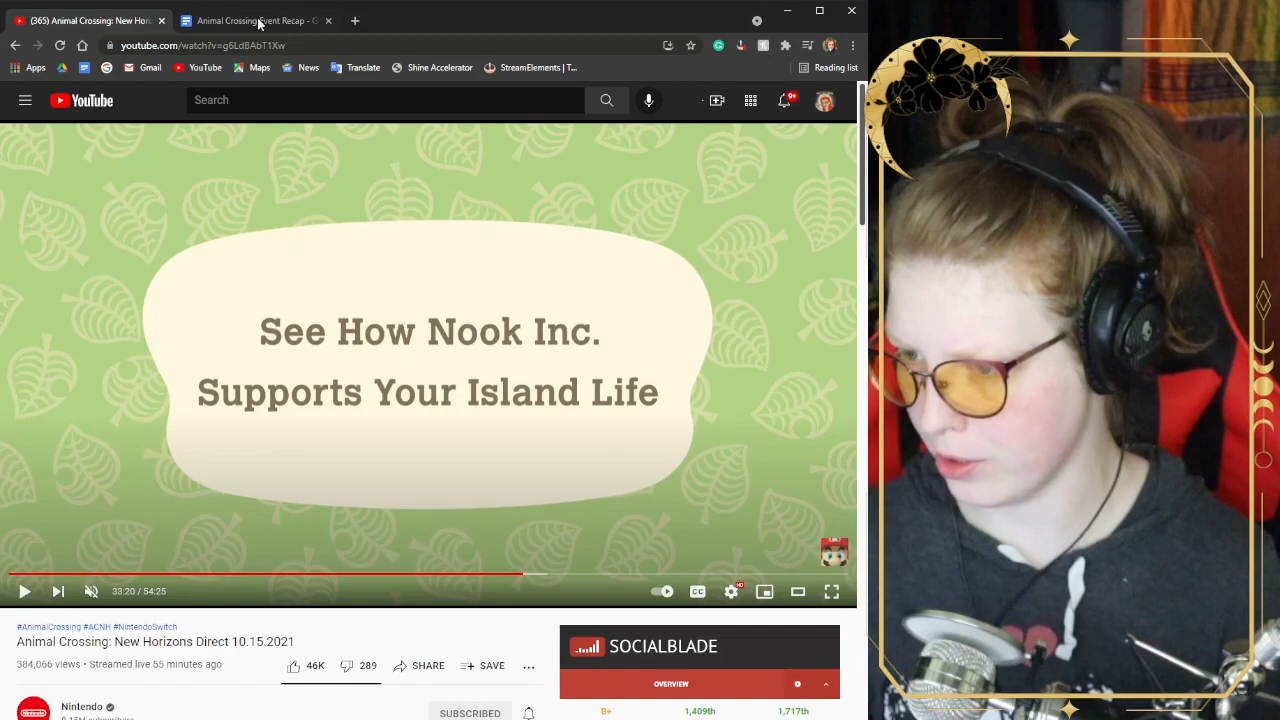 (365) Animal Crossing: New Hori
Animal Crossing Event Recap - G
youtube.com/watch?v=g6LdBAbT1Xw
Apps
Gmail
YouTube
Maps
News
Translate
Shine Accelerator
StreamElements | T...
Reading list
YouTube
Search
9+
See How Nook Inc.
Supports Your Island Life
33:20 / 54:25
CC
HD
#AnimalCrossing #ACNH #NintendoSwitch
Animal Crossing: New Horizons Direct 10.15.2021
384,066 views • Streamed live 55 minutes ago
46K
289
SHARE
SAVE
Nintendo
SUBSCRIBED
SOCIALBLADE
OVERVIEW
B+
1,409th
1,717th